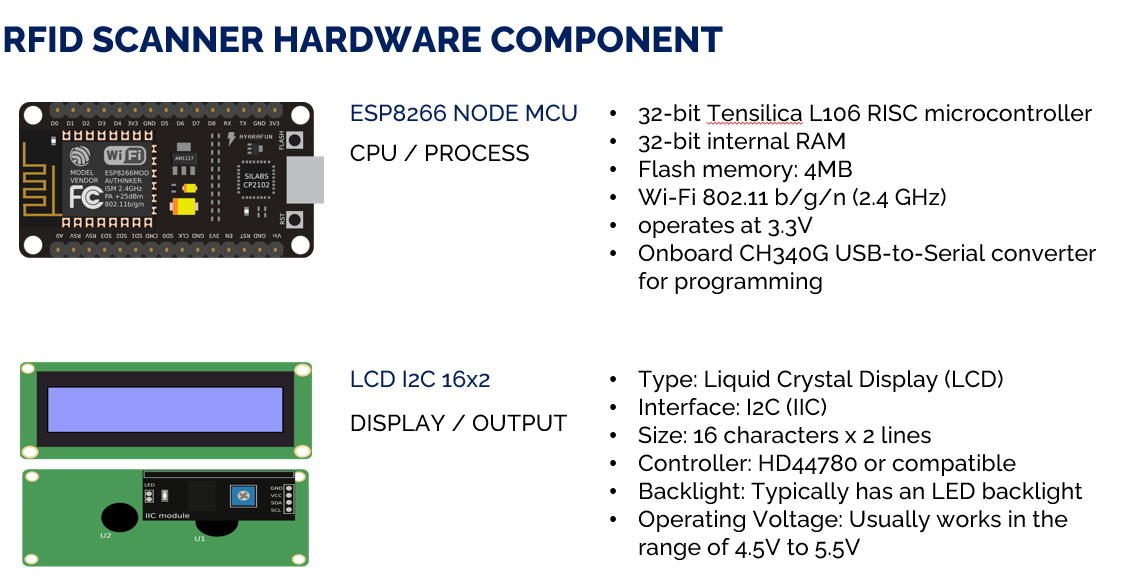 RFID SCANNER HARDWARE COMPONENT
ESP8266 NODE MCU
CPU / PROCESS
• 32-bit Tensilica L106 RISC microcontroller
• 32-bit internal RAM
• Flash memory: 4MB
• Wi-Fi 802.11 b/g/n (2.4 GHz)
• operates at 3.3V
• Onboard CH340G USB-to-Serial converter
for programming
D0 D1 D2 D3 D4 3V3 GND D5 D6 D7 D8 RX TX GND 3V3
WiFi
MODEL
VENDOR
ESP8266MOD
AI/THINKER
ISM 2.4GHz
PA +25dBm
802.11b/g/n
FC
AM1117
AYARAFUN
SILABS
CP2102
FLASH
RST
A0 RSV RSV SD3 SD2 SD1 CMD SD0 CLK GND 3V3 EN RST GND Vin
LCD I2C 16x2
DISPLAY / OUTPUT
• Type: Liquid Crystal Display (LCD)
• Interface: I2C (IIC)
• Size: 16 characters x 2 lines
• Controller: HD44780 or compatible
• Backlight: Typically has an LED backlight
• Operating Voltage: Usually works in the
range of 4.5V to 5.5V
LED
GND
VCC
SDA
SCL
IIC module
U2
U1